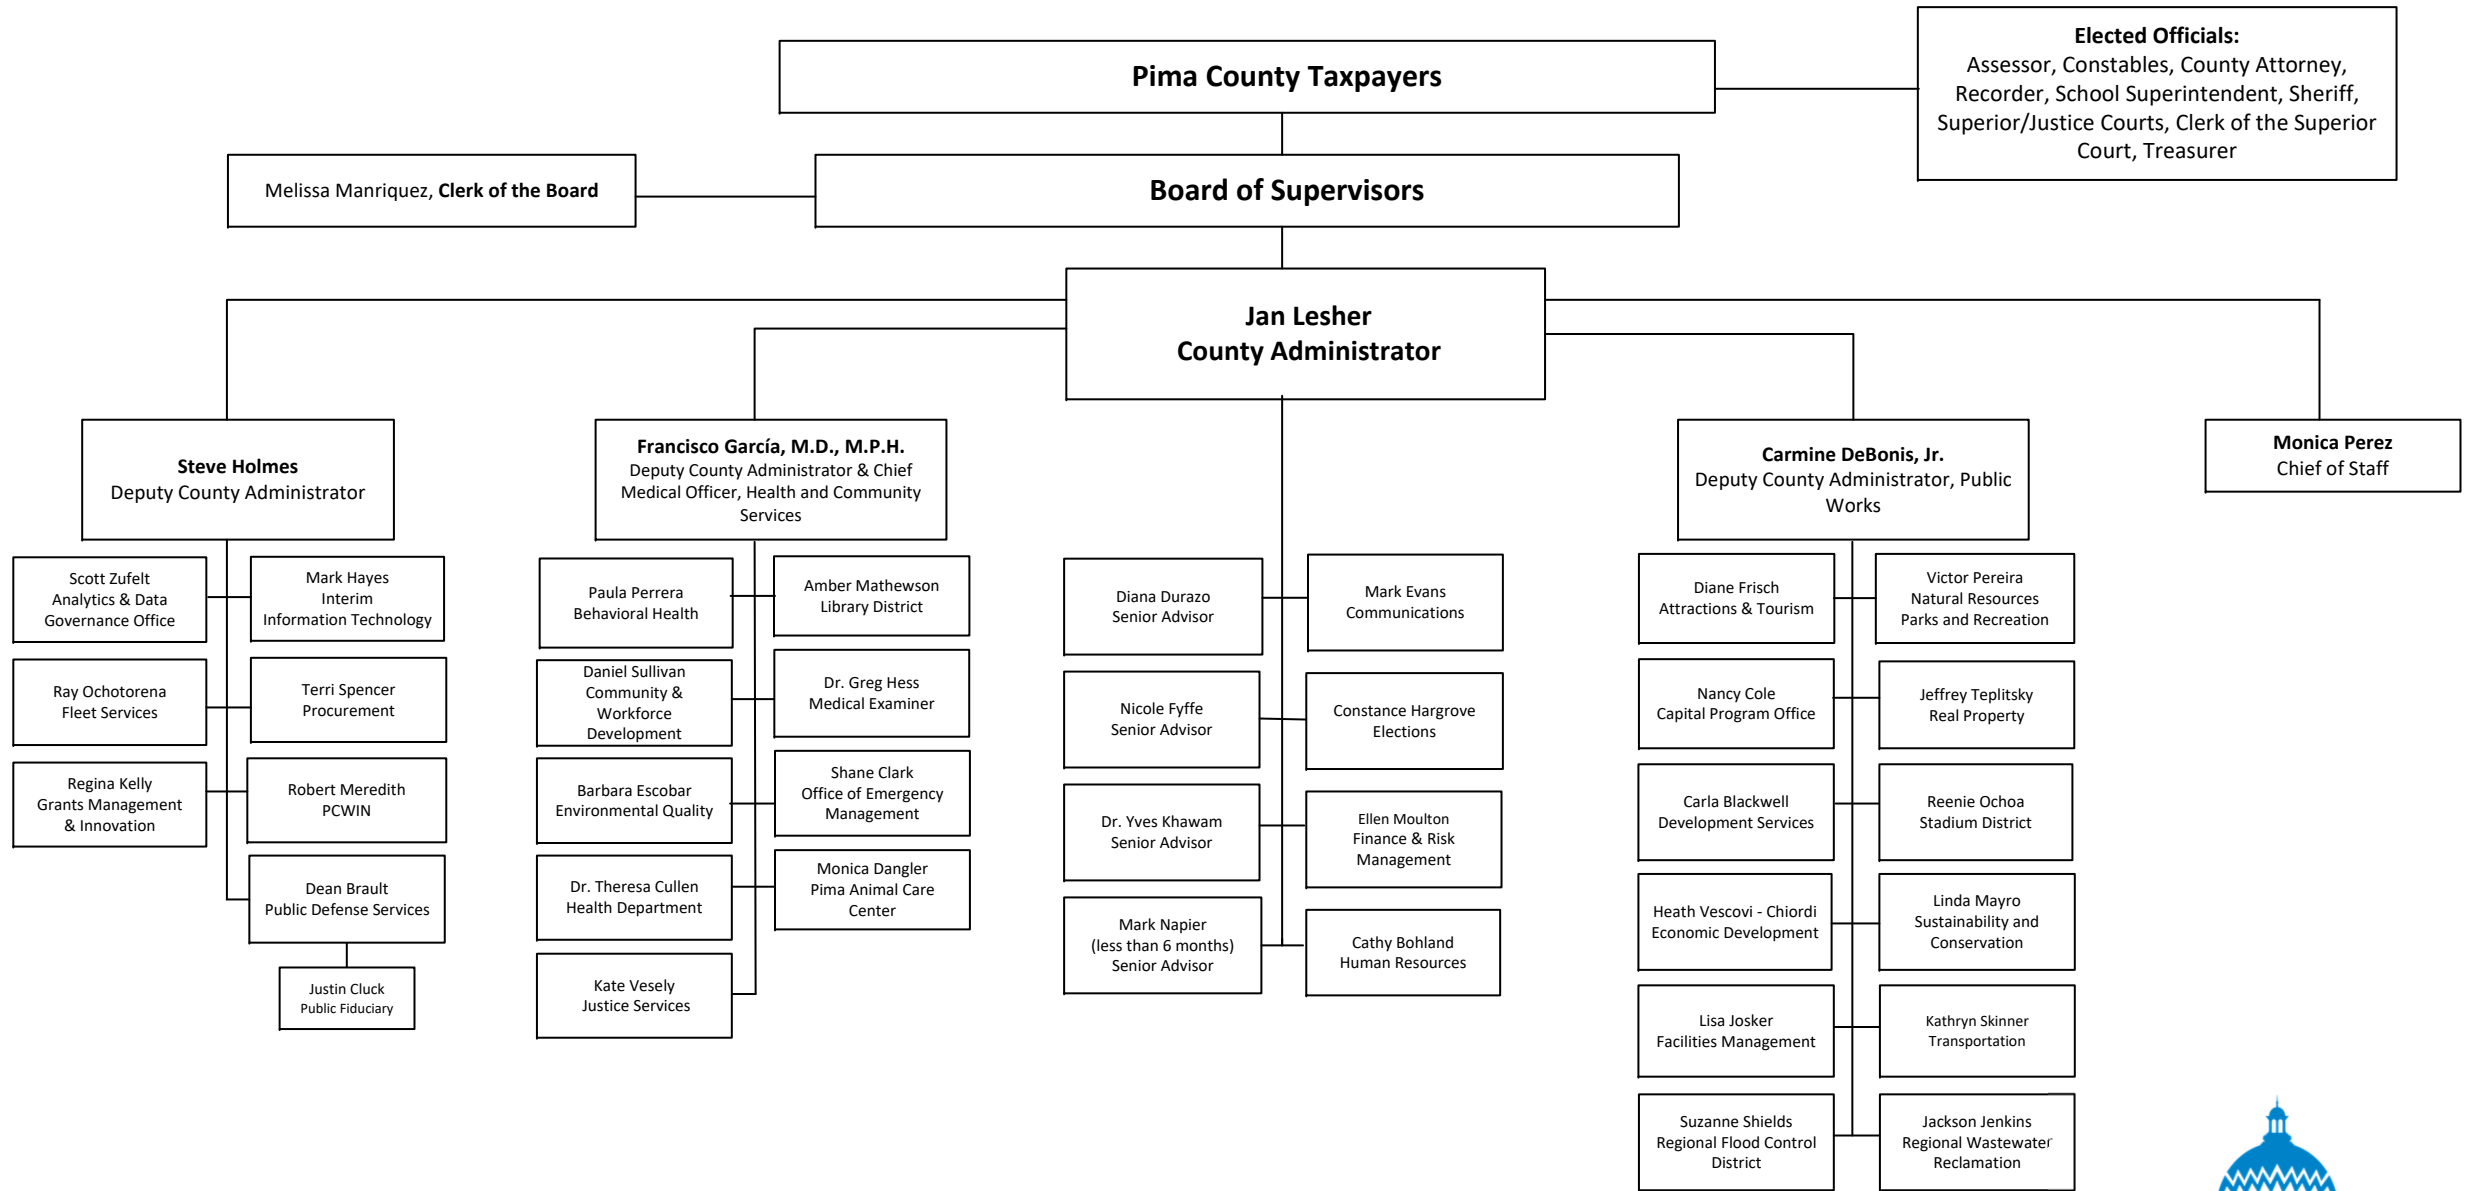 Pima County Taxpayers
Elected Officials:
Assessor, Constables, County Attorney,
Recorder, School Superintendent, Sheriff,
Superior/Justice Courts, Clerk of the Superior
Court, Treasurer
Melissa Manriquez, Clerk of the Board
Board of Supervisors
Jan Lesher
County Administrator
Steve Holmes
Deputy County Administrator
Francisco García, M.D., M.P.H.
Deputy County Administrator & Chief
Medical Officer, Health and Community
Services
Carmine DeBonis, Jr.
Deputy County Administrator, Public
Works
Monica Perez
Chief of Staff
Scott Zufelt
Analytics & Data
Governance Office
Mark Hayes
Interim
Information Technology
Ray Ochotorena
Fleet Services
Terri Spencer
Procurement
Regina Kelly
Grants Management
& Innovation
Robert Meredith
PCWIN
Dean Brault
Public Defense Services
Justin Cluck
Public Fiduciary
Paula Perrera
Behavioral Health
Amber Mathewson
Library District
Daniel Sullivan
Community &
Workforce
Development
Dr. Greg Hess
Medical Examiner
Barbara Escobar
Environmental Quality
Shane Clark
Office of Emergency
Management
Dr. Theresa Cullen
Health Department
Monica Dangler
Pima Animal Care
Center
Kate Vesely
Justice Services
Diana Durazo
Senior Advisor
Mark Evans
Communications
Nicole Fyffe
Senior Advisor
Constance Hargrove
Elections
Dr. Yves Khawam
Senior Advisor
Ellen Moulton
Finance & Risk
Management
Mark Napier
(less than 6 months)
Senior Advisor
Cathy Bohland
Human Resources
Diane Frisch
Attractions & Tourism
Victor Pereira
Natural Resources
Parks and Recreation
Nancy Cole
Capital Program Office
Jeffrey Teplitsky
Real Property
Carla Blackwell
Development Services
Reenie Ochoa
Stadium District
Heath Vescovi - Chiordi
Economic Development
Linda Mayro
Sustainability and
Conservation
Lisa Josker
Facilities Management
Kathryn Skinner
Transportation
Suzanne Shields
Regional Flood Control
District
Jackson Jenkins
Regional Wastewater
Reclamation